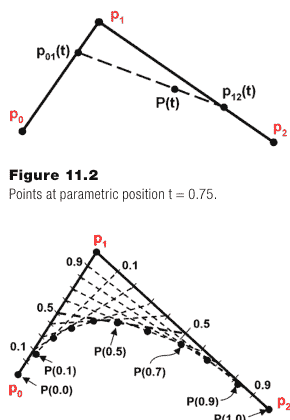 p1
p01(t)
p12(t)
P(t)
p0
p2
Figure 11.2
Points at parametric position t = 0.75.
p1
0.9
0.1
0.5
0.5
0.1
P(0.1)
P(0.5)
P(0.7)
p0
P(0.0)
P(0.9)
0.9
p2
P(1.0)